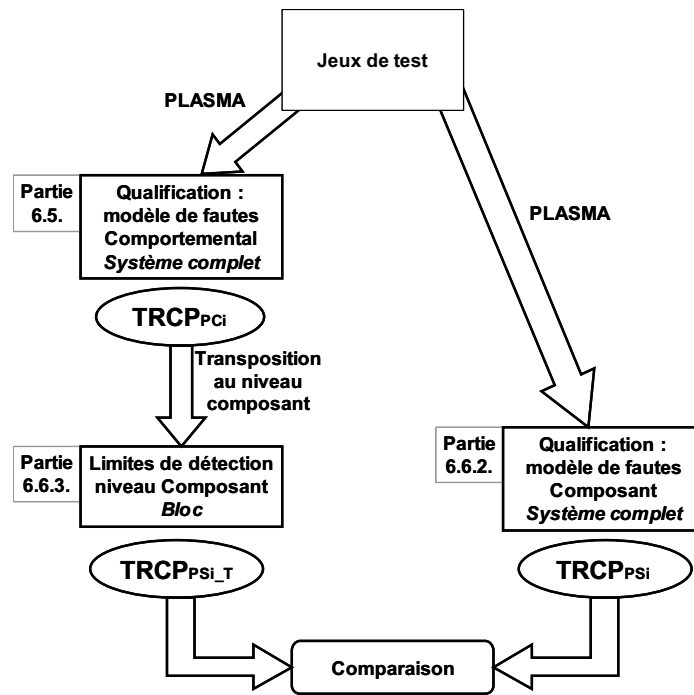 Jeux de test
PLASMA
PLASMA
Partie
6.5.
Qualification :
modèle de fautes
Comportemental
Système complet
TRCPPCi
Transposition
au niveau
composant
Partie
6.6.3.
Limites de détection
niveau Composant
Bloc
Partie
6.6.2.
Qualification :
modèle de fautes
Composant
Système complet
TRCPPSi_T
TRCPPSi
Comparaison